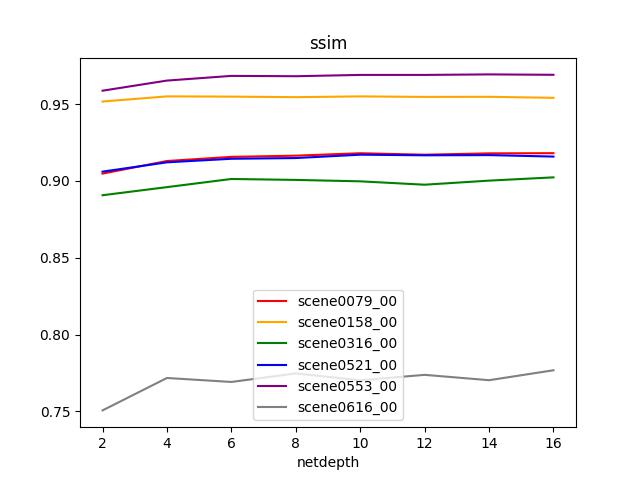 ssim
0.95
0.90
0.85
0.80
0.75
scene0079_00
scene0158_00
scene0316_00
scene0521_00
scene0553_00
scene0616_00
2 4 6 8 10 12 14 16
netdepth